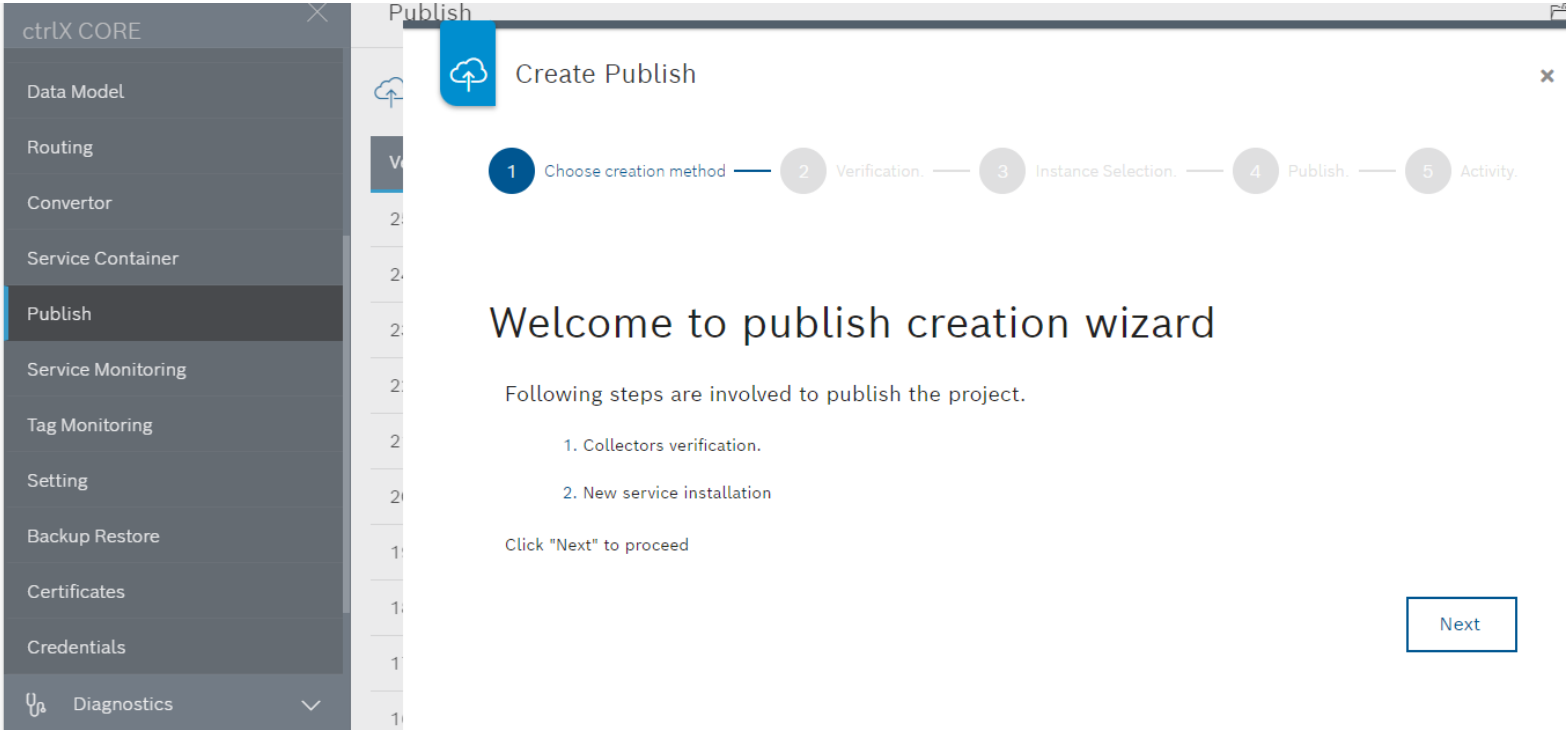 ctrlX CORE
Data Model
Routing
Convertor
Service Container
Publish
Service Monitoring
Tag Monitoring
Setting
Backup Restore
Certificates
Credentials
Diagnostics
Publish
Create Publish
1 Choose creation method 2 Verification. 3 Instance Selection. 4 Publish. 5 Activity.
Welcome to publish creation wizard
Following steps are involved to publish the project.
1. Collectors verification.
2. New service installation
Click "Next" to proceed
Next